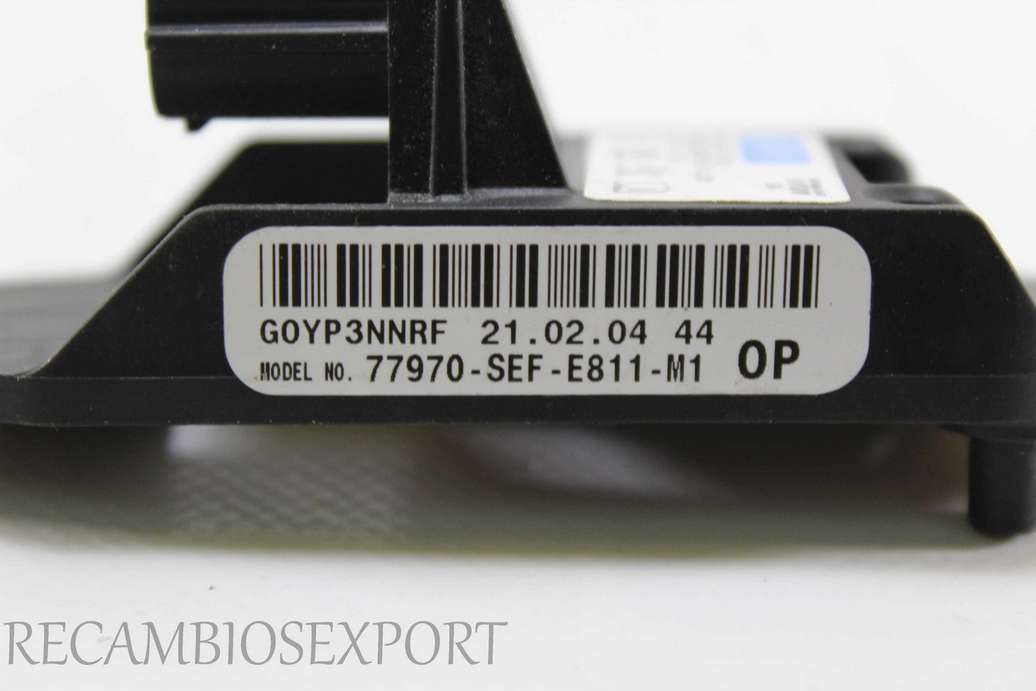 GOYP3NNRF 21.02.04 44
MODEL NO. 77970-SEF-E811-M1 OP
RECAMBIOSEXPORT